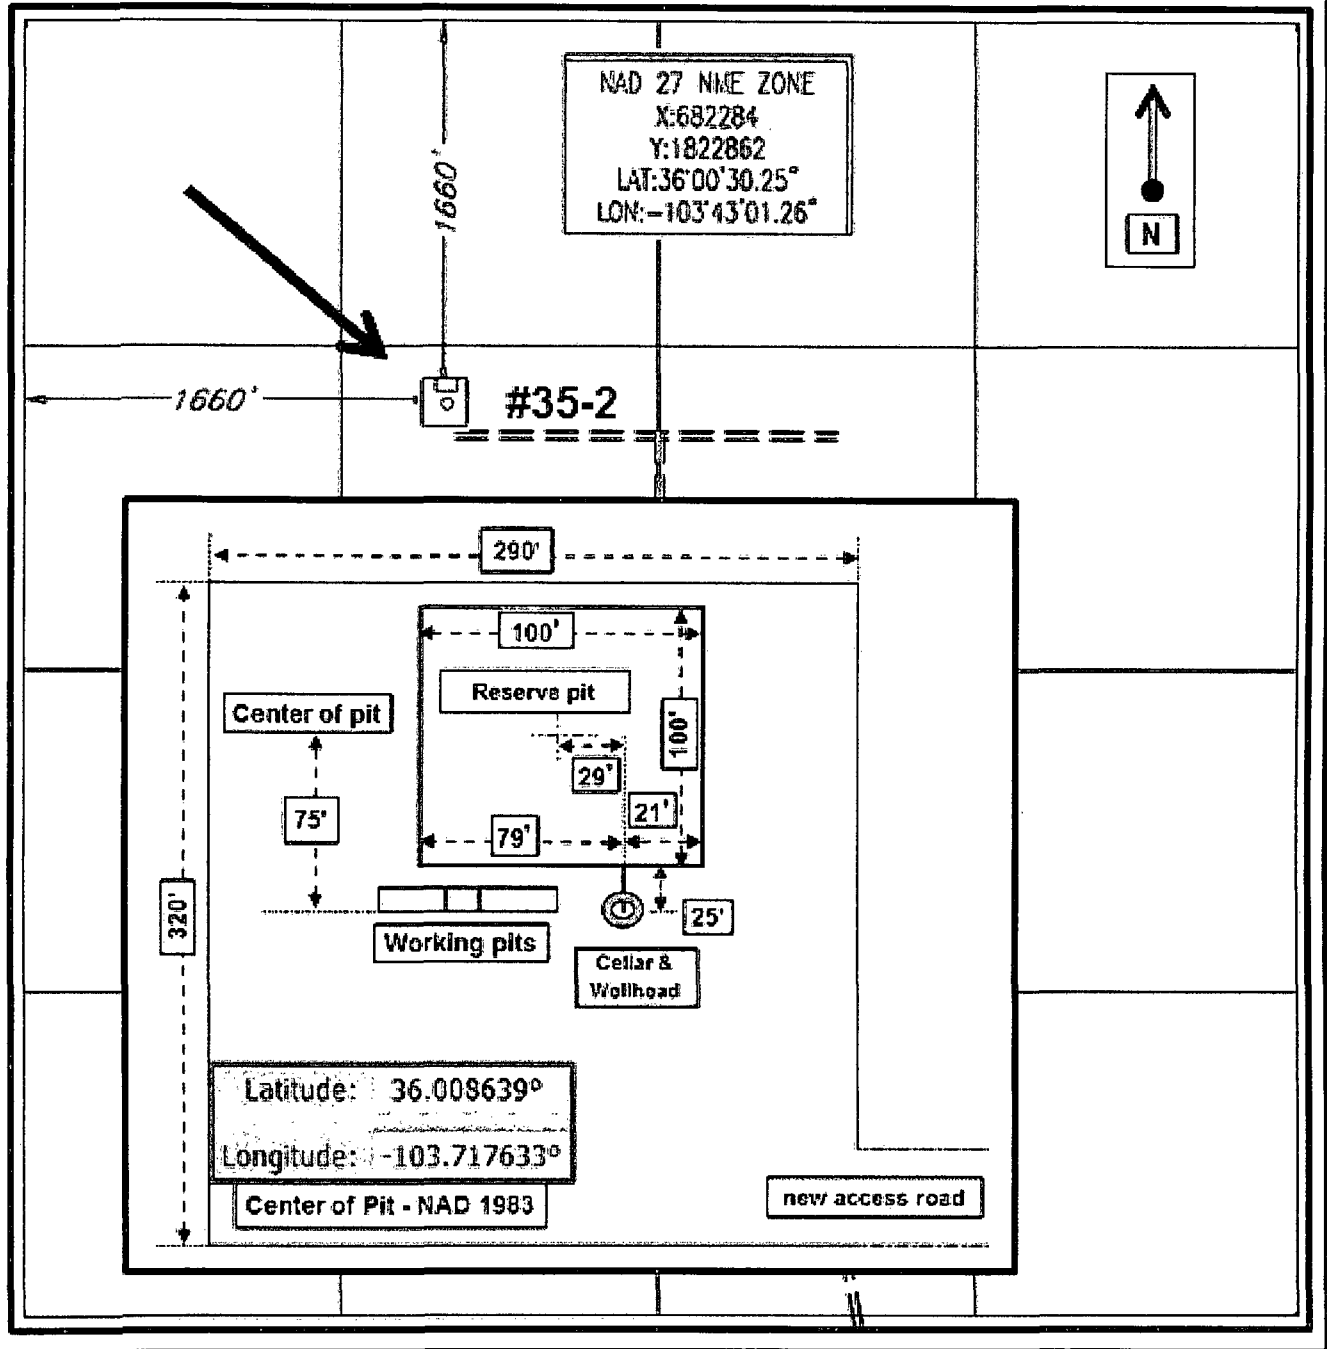 NAD 27 NME ZONE
X:682284
Y:1822862
LAT:36°00'30.25"
LON:-103°43'01.26"
N
1660'
1660'
#35-2
290'
100'
Reserve pit
Center of pit
100'
29'
75'
21'
79'
320'
25'
Working pits
Cellar &
Wellhead
Latitude: 36.008639º
Longitude: -103.717633º
Center of Pit - NAD 1983
new access road